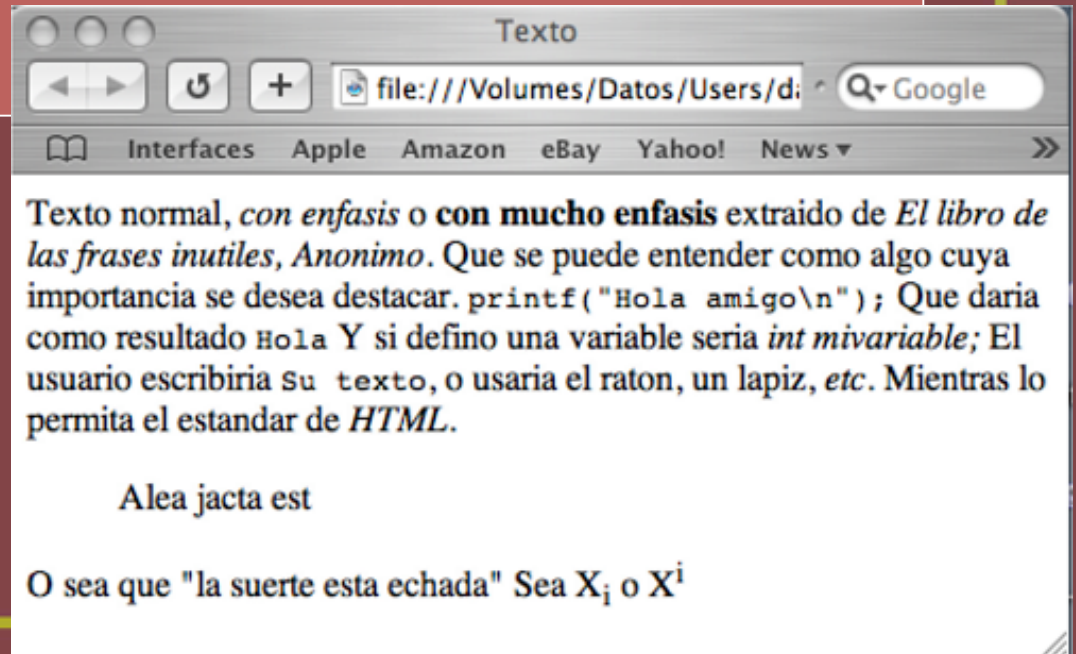 Texto
file:///Volumes/Datos/Users/da
Google
Interfaces Apple Amazon eBay Yahoo! News
Texto normal, con enfasis o con mucho enfasis extraido de El libro de
las frases inutiles, Anonimo. Que se puede entender como algo cuya
importancia se desea destacar. printf("Hola amigo\n"); Que daria
como resultado Hola Y si defino una variable seria int mivariable; El
usuario escribiria Su texto, o usaria el raton, un lapiz, etc. Mientras lo
permita el estandar de HTML.
Alea jacta est
O sea que "la suerte esta echada" Sea Xᵢ o Xⁱ